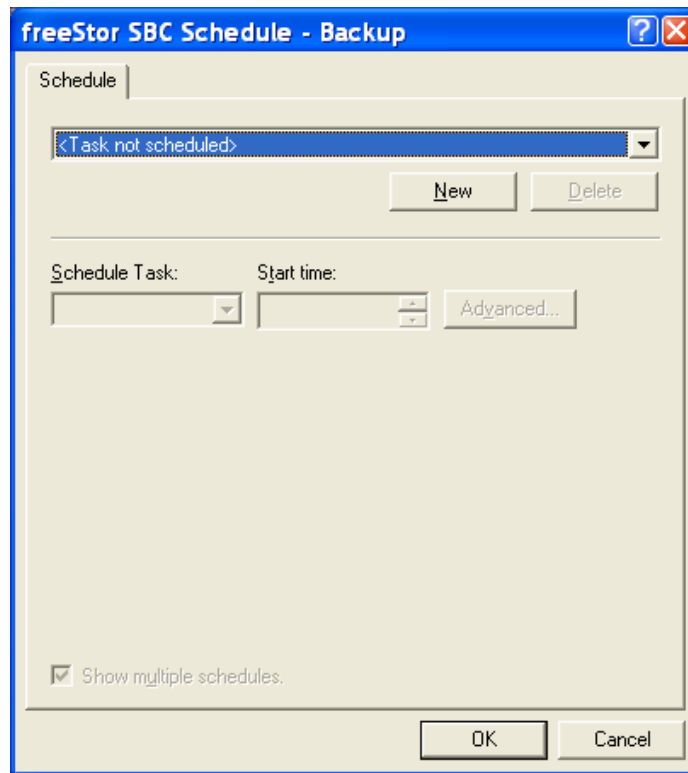 freeStor SBC Schedule - Backup
Schedule
<Task not scheduled>
New Delete
Schedule Task: Start time:
Advanced...
Show multiple schedules.
OK Cancel